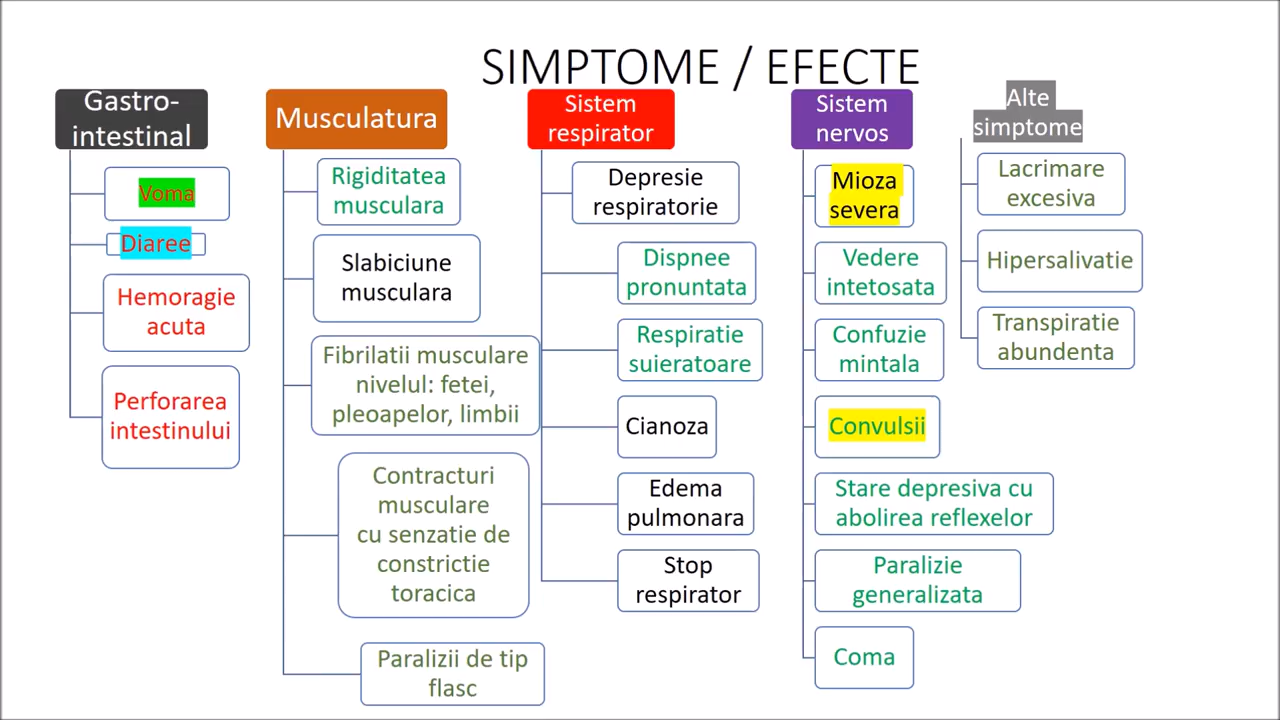 SIMPTOME / EFECTE
Gastro-
intestinal
Voma
Diaree
Hemoragie
acuta
Perforarea
intestinului
Musculatura
Rigiditatea
musculara
Slabiciune
musculara
Fibrilatii musculare
nivelul: fetei,
pleoapelor, limbii
Contracturi
musculare
cu senzatie de
constrictie
toracica
Paralizii de tip
flasc
Sistem
respirator
Depresie
respiratorie
Dispnee
pronuntata
Respiratie
suieratoare
Cianoza
Edema
pulmonara
Stop
respirator
Sistem
nervos
Mioza
severa
Vedere
intetosata
Confuzie
mintala
Convulsii
Stare depresiva cu
abolirea reflexelor
Paralizie
generalizata
Coma
Alte
simptome
Lacrimare
excesiva
Hipersalivatie
Transpiratie
abundenta